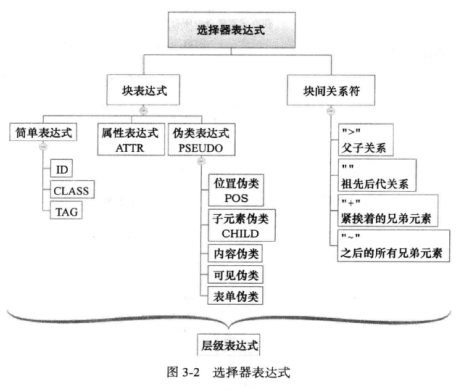 选择器表达式
块表达式
块间关系符
简单表达式
属性表达式
ATTR
伪类表达式
PSEUDO
ID
CLASS
TAG
位置伪类
POS
子元素伪类
CHILD
内容伪类
可见伪类
表单伪类
">"
父子关系
""
祖先后代关系
"+"
紧挨着的兄弟元素
"~"
之后的所有兄弟元素
层级表达式
图 3-2 选择器表达式